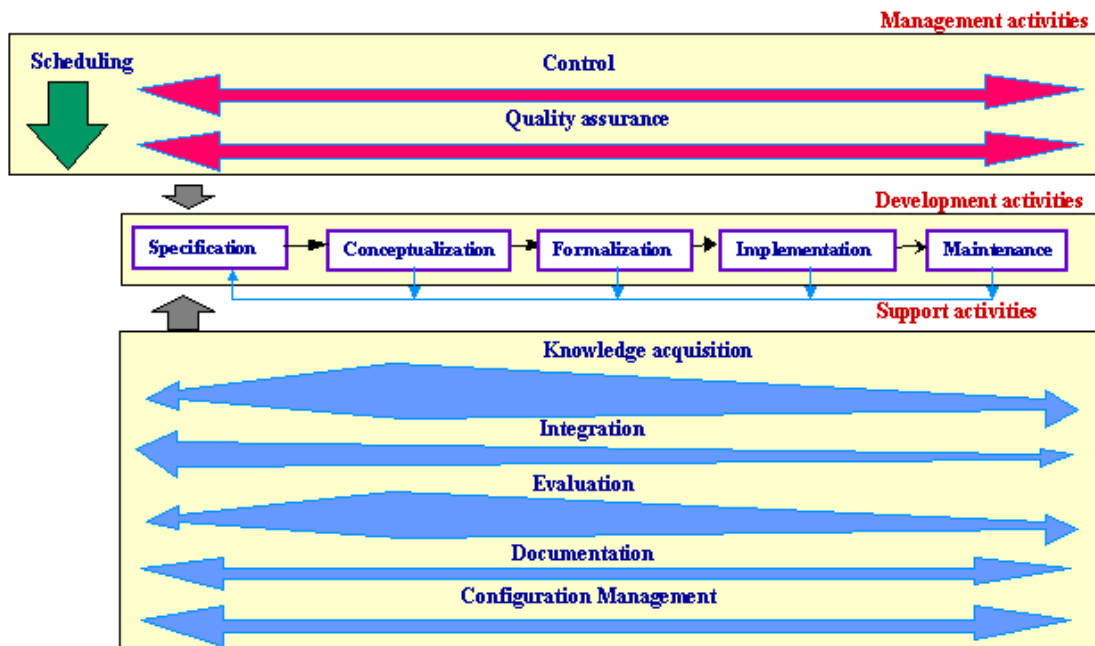 Management activities
Scheduling
Control
Quality assurance
Development activities
Specification
Conceptualization
Formalization
Implementation
Maintenance
Support activities
Knowledge acquisition
Integration
Evaluation
Documentation
Configuration Management